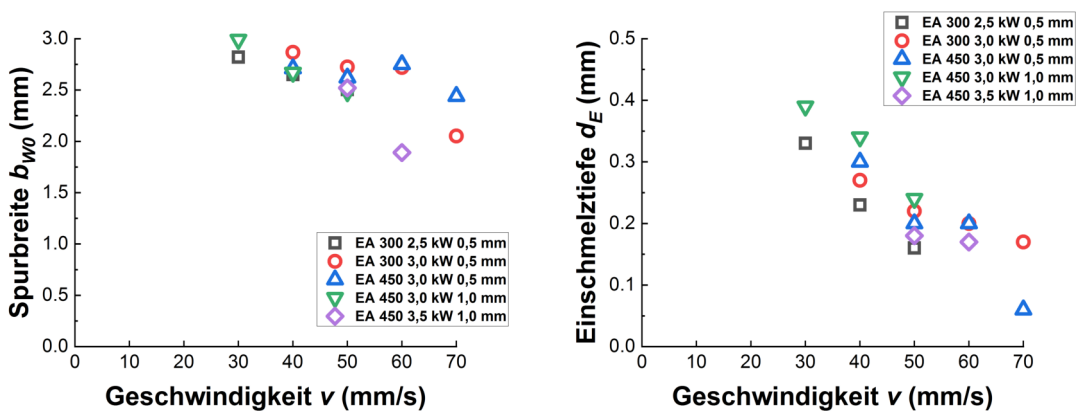 Spurbreite b_W0 (mm)
3.0
2.5
2.0
1.5
1.0
0.5
0.0
EA 300 2,5 kW 0,5 mm
EA 300 3,0 kW 0,5 mm
EA 450 3,0 kW 0,5 mm
EA 450 3,0 kW 1,0 mm
EA 450 3,5 kW 1,0 mm
0 10 20 30 40 50 60 70
Geschwindigkeit v (mm/s)
Einschmelztiefe d_E (mm)
0.5
0.4
0.3
0.2
0.1
0.0
EA 300 2,5 kW 0,5 mm
EA 300 3,0 kW 0,5 mm
EA 450 3,0 kW 0,5 mm
EA 450 3,0 kW 1,0 mm
EA 450 3,5 kW 1,0 mm
0 10 20 30 40 50 60 70
Geschwindigkeit v (mm/s)